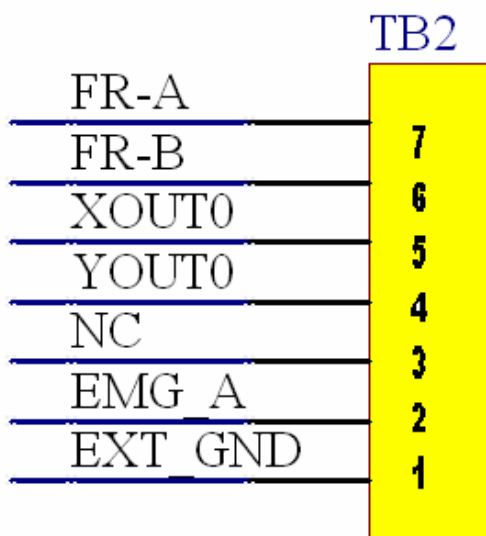 TB2
FR-A
7
FR-B
6
XOUT0
5
YOUT0
4
NC
3
EMG_A
2
EXT_GND
1